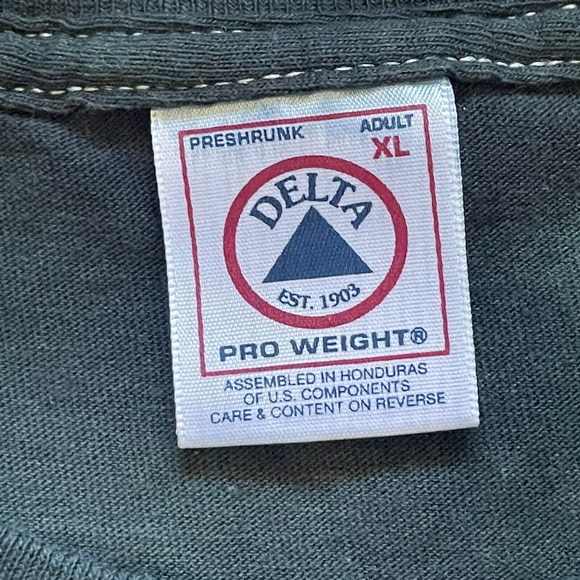 PRESHRUNK
ADULT
XL
DELTA
EST. 1903
PRO WEIGHT®
ASSEMBLED IN HONDURAS
OF U.S. COMPONENTS
CARE & CONTENT ON REVERSE